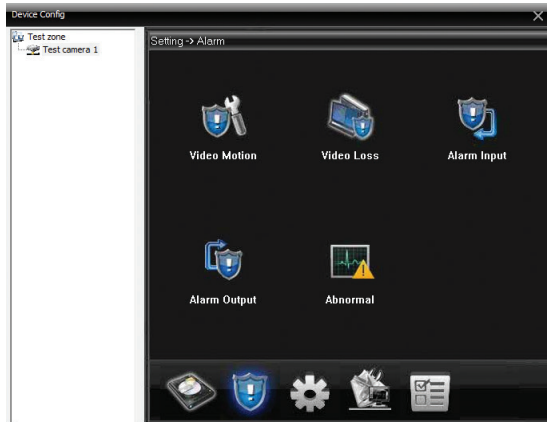 Device Config
Test zone
Test camera 1
Setting -> Alarm
Video Motion
Video Loss
Alarm Input
Alarm Output
Abnormal